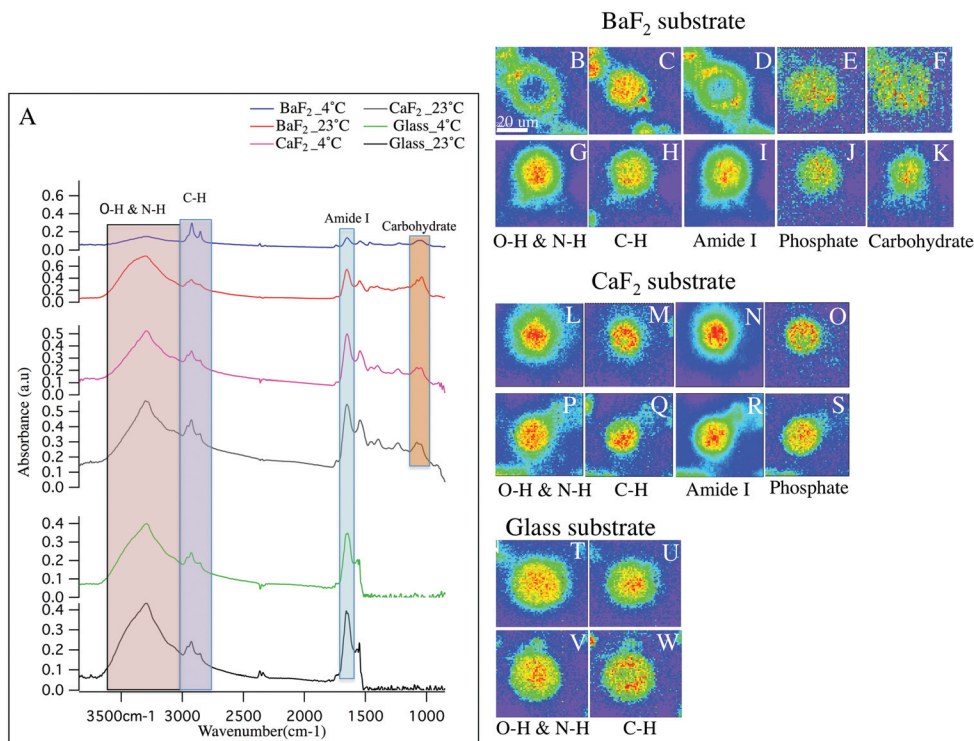 A
BaF2_4°C
BaF2_23°C
CaF2_4°C
CaF2_23°C
Glass_4°C
Glass_23°C
O-H & N-H
C-H
Amide I
Carbohydrate
Absorbance (a.u)
0.6
0.4
0.2
0.0
0.6
0.4
0.2
0.0
0.5
0.3
0.2
0.1
0.0
0.5
0.4
0.3
0.2
0.1
0.0
0.4
0.3
0.2
0.1
0.0
0.4
0.3
0.2
0.1
0.0
3500cm-1
3000
2500
2000
1500
1000
Wavenumber(cm-1)
BaF2 substrate
B
C
D
E
F
20 um
G
H
I
J
K
O-H & N-H
C-H
Amide I
Phosphate
Carbohydrate
CaF2 substrate
L
M
N
O
P
Q
R
S
O-H & N-H
C-H
Amide I
Phosphate
Glass substrate
T
U
V
W
O-H & N-H
C-H